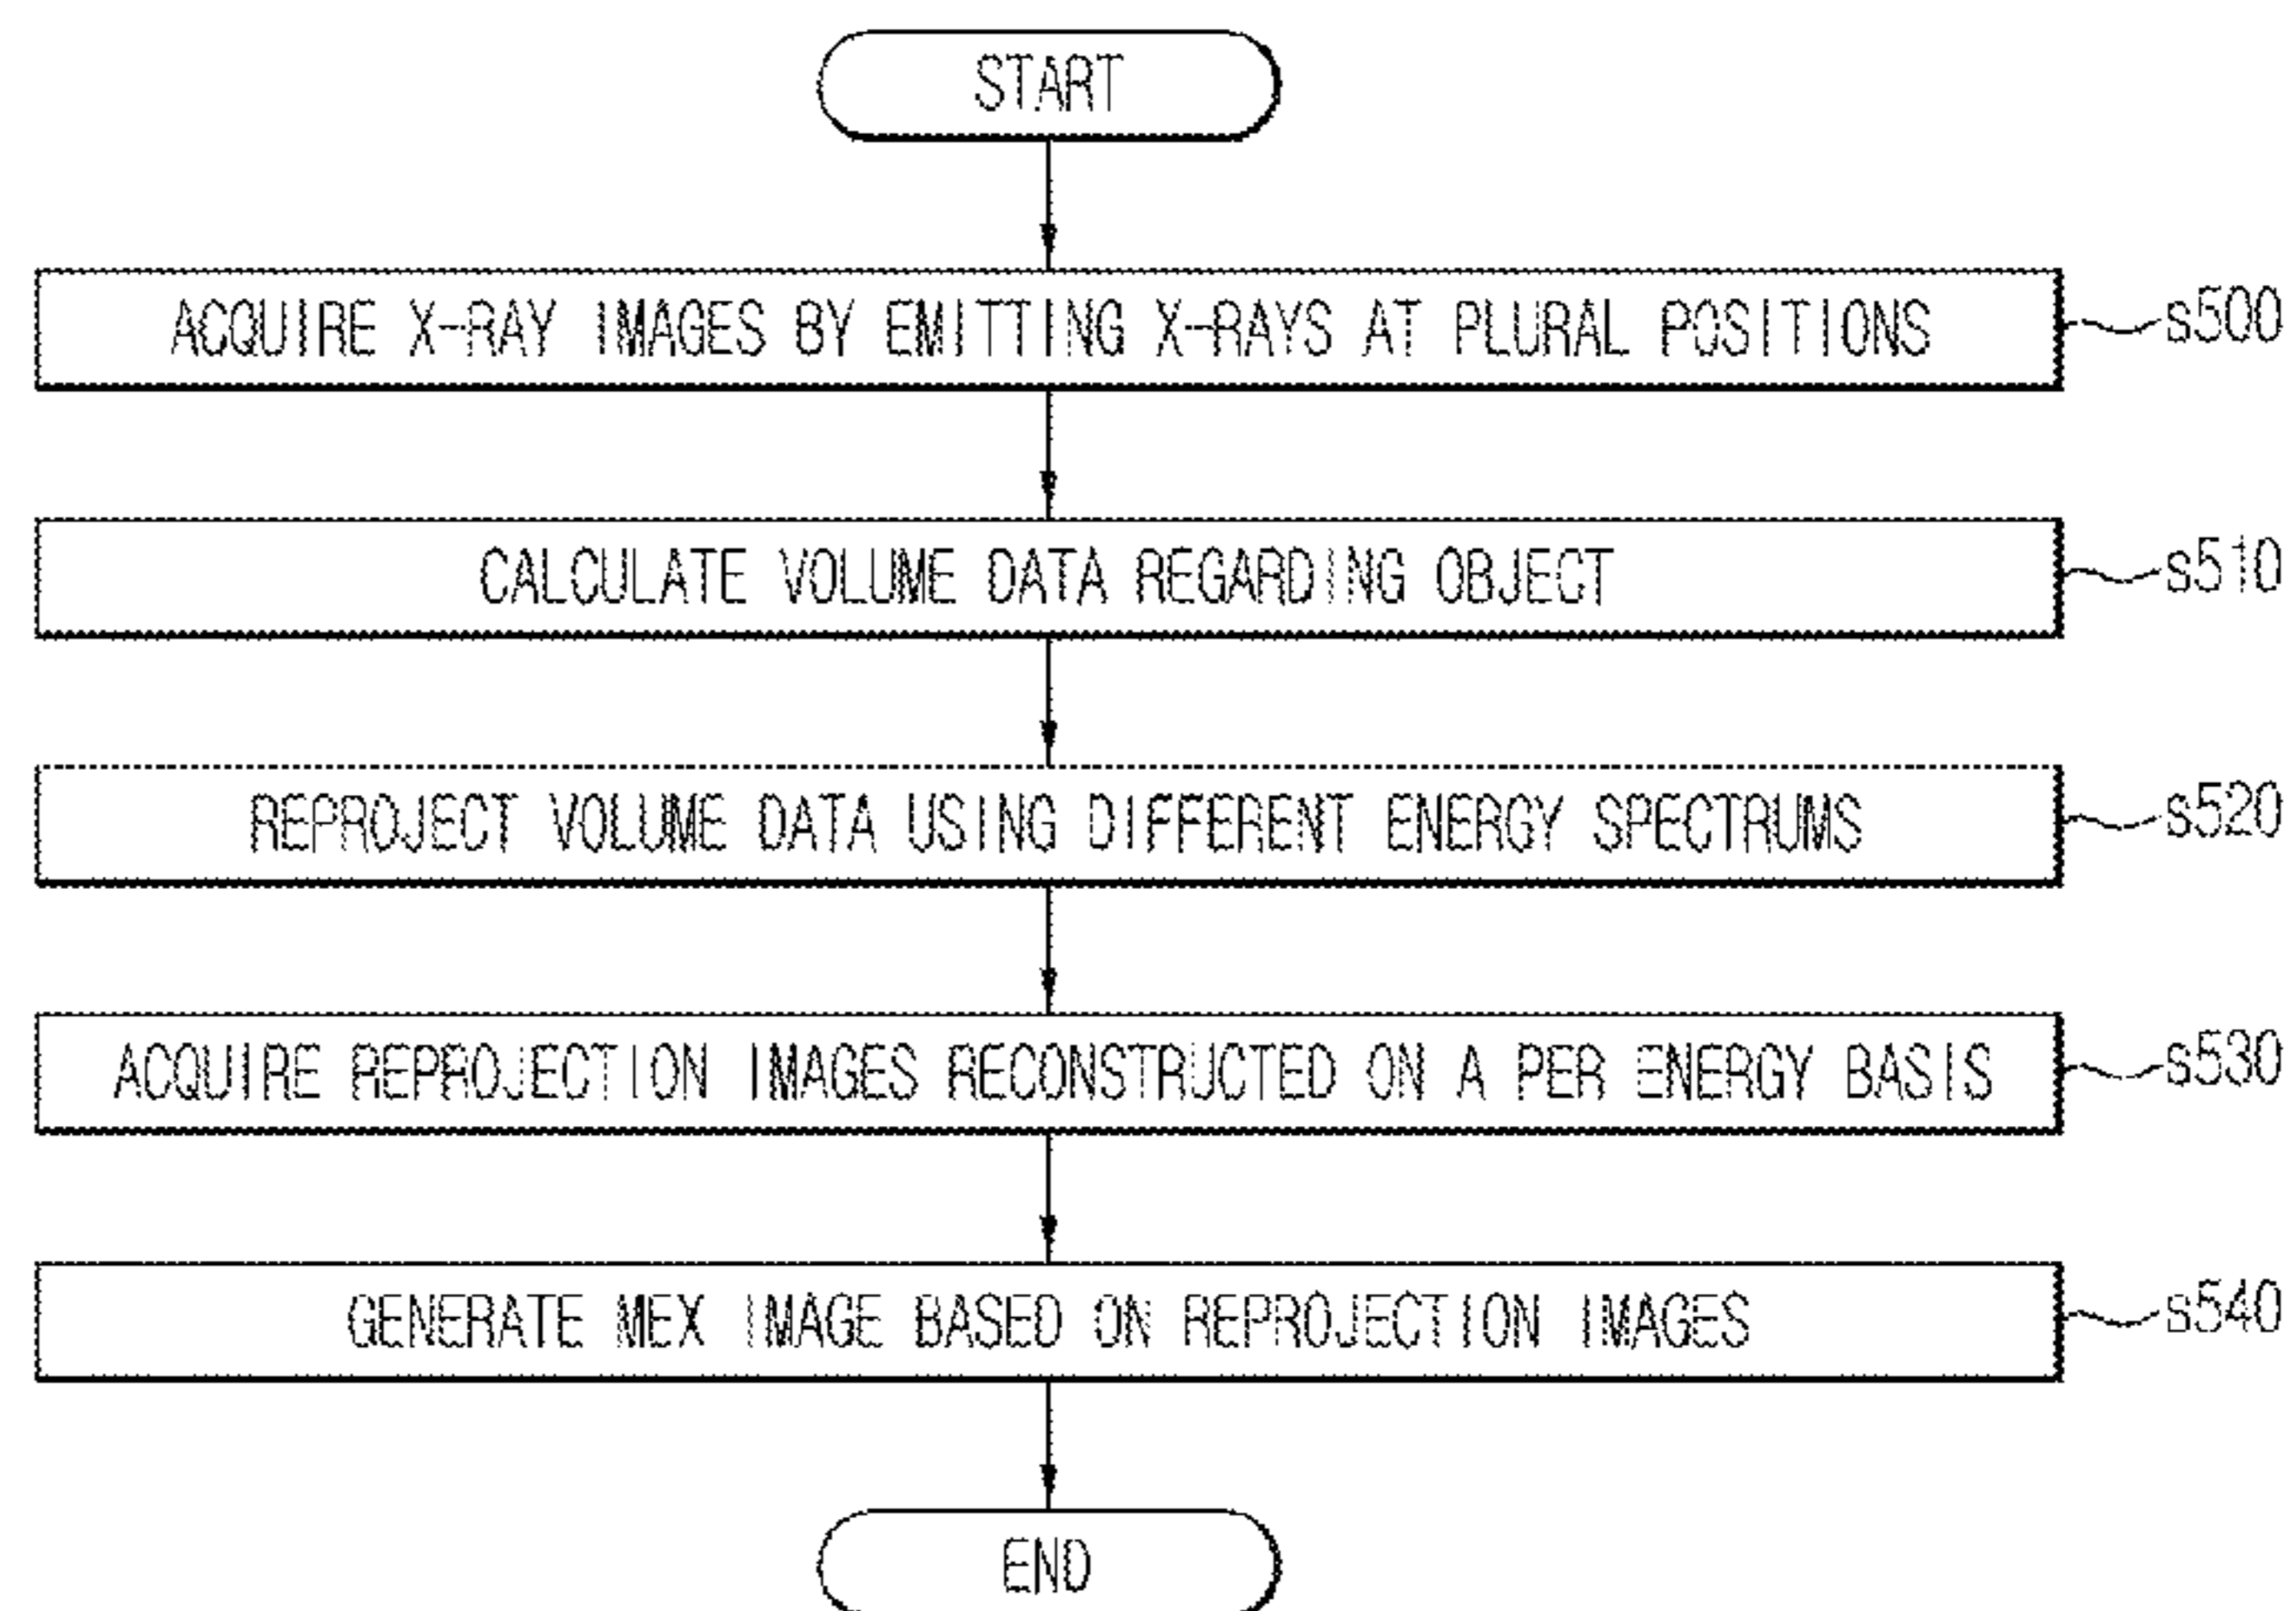 START
ACQUIRE X-RAY IMAGES BY EMITTING X-RAYS AT PLURAL POSITIONS
s500
CALCULATE VOLUME DATA REGARDING OBJECT
s510
REPROJECT VOLUME DATA USING DIFFERENT ENERGY SPECTRUMS
s520
ACQUIRE REPROJECTION IMAGES RECONSTRUCTED ON A PER ENERGY BASIS
s530
GENERATE MEX IMAGE BASED ON REPROJECTION IMAGES
s540
END